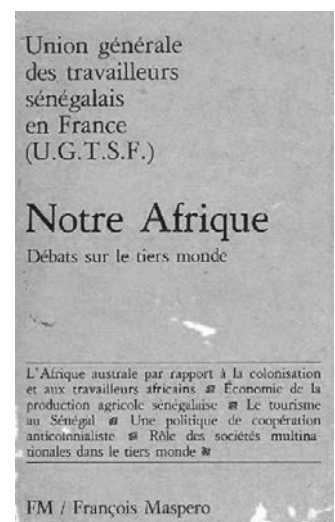 Union générale
des travailleurs
sénégalais
en France
(U.G.T.S.F.)
Notre Afrique
Débats sur le tiers monde
L'Afrique australe par rapport à la colonisation
et aux travailleurs africains ※ Économie de la
production agricole sénégalaise ※ Le tourisme
au Sénégal ※ Une politique de coopération
anticolonialiste ※ Rôle des sociétés multina-
tionales dans le tiers monde ※
FM / François Maspero